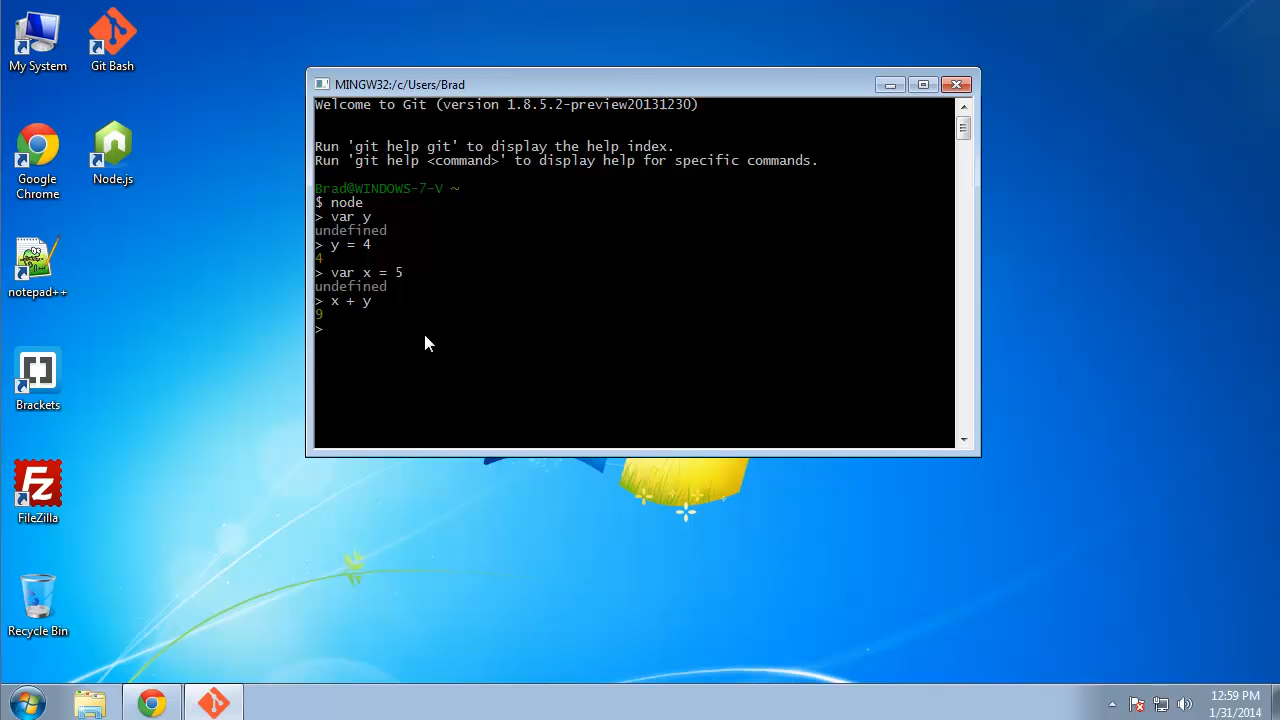 My System
Git Bash
Google
Chrome
Node.js
notepad++
Brackets
Fz
FileZilla
Recycle Bin
MINGW32:/c/Users/Brad
Welcome to Git (version 1.8.5.2-preview20131230)
Run 'git help git' to display the help index.
Run 'git help <command>' to display help for specific commands.
Brad@WINDOWS-7-V ~
$ node
> var y
undefined
> y = 4
4
> var x = 5
undefined
> x + y
9
>
12:59 PM
1/31/2014